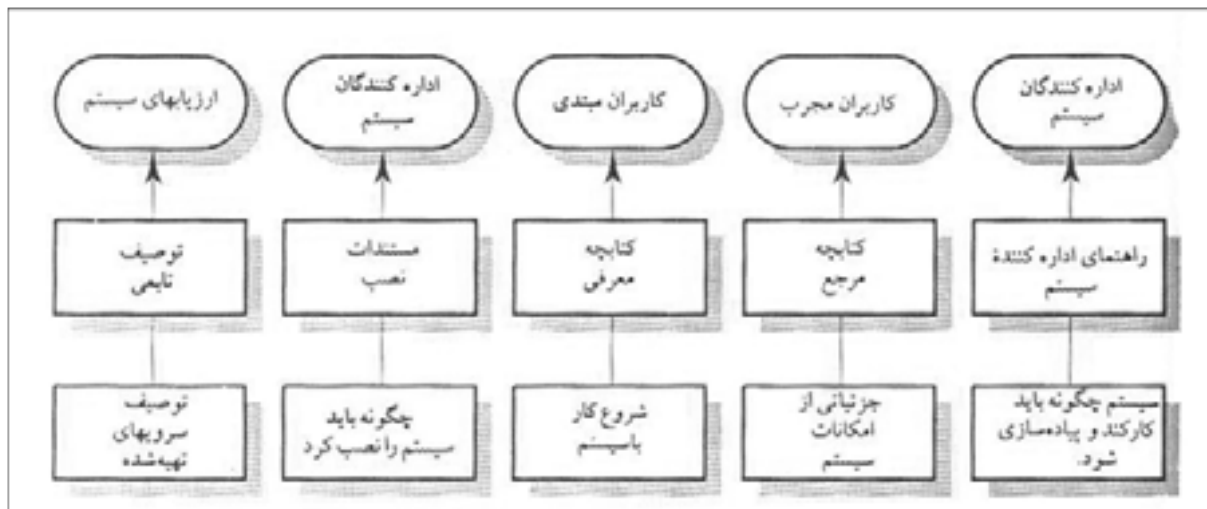 اداره کنندگان
سیستم
کاربران مجرب
کاربران مبتدی
اداره کنندگان
سیستم
ارزیابهای سیستم
راهنمای اداره کنندهٔ
سیستم
کتابچه
مرجع
کتابچه
معرفی
مستندات
نصب
توصیف
تابعی
سیستم چگونه باید
کارکند و پیاده‌سازی
شود.
جزئیاتی از
امکانات
سیستم
شروع کار
باسیستم
چگونه باید
سیستم را نصب کرد
توصیف
سرویهای
تهیه‌شده